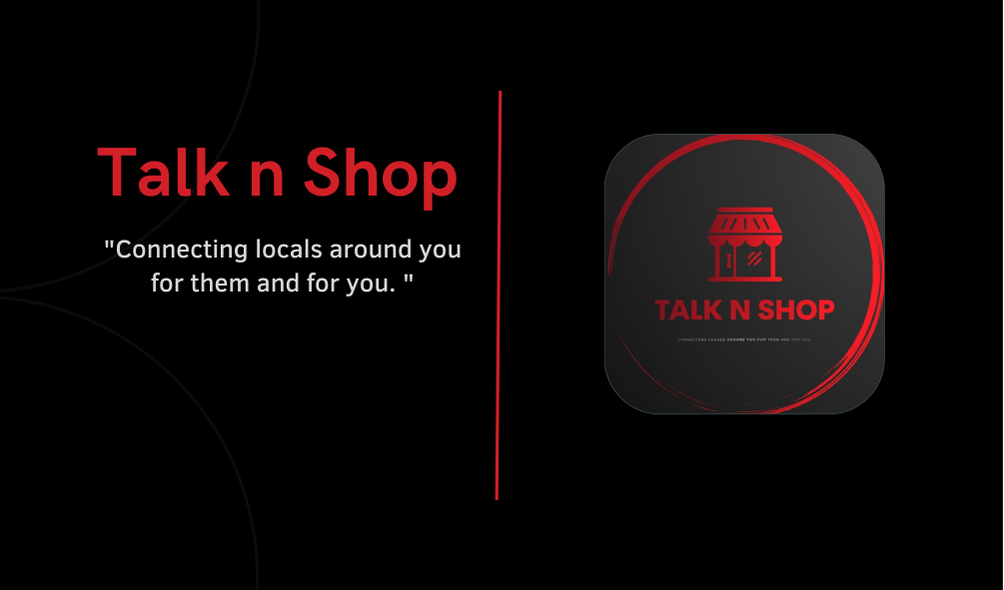 Talk n Shop
"Connecting locals around you
for them and for you. "
TALK N SHOP
CONNECTING LOCALS AROUND YOU FOR THEM AND FOR YOU.